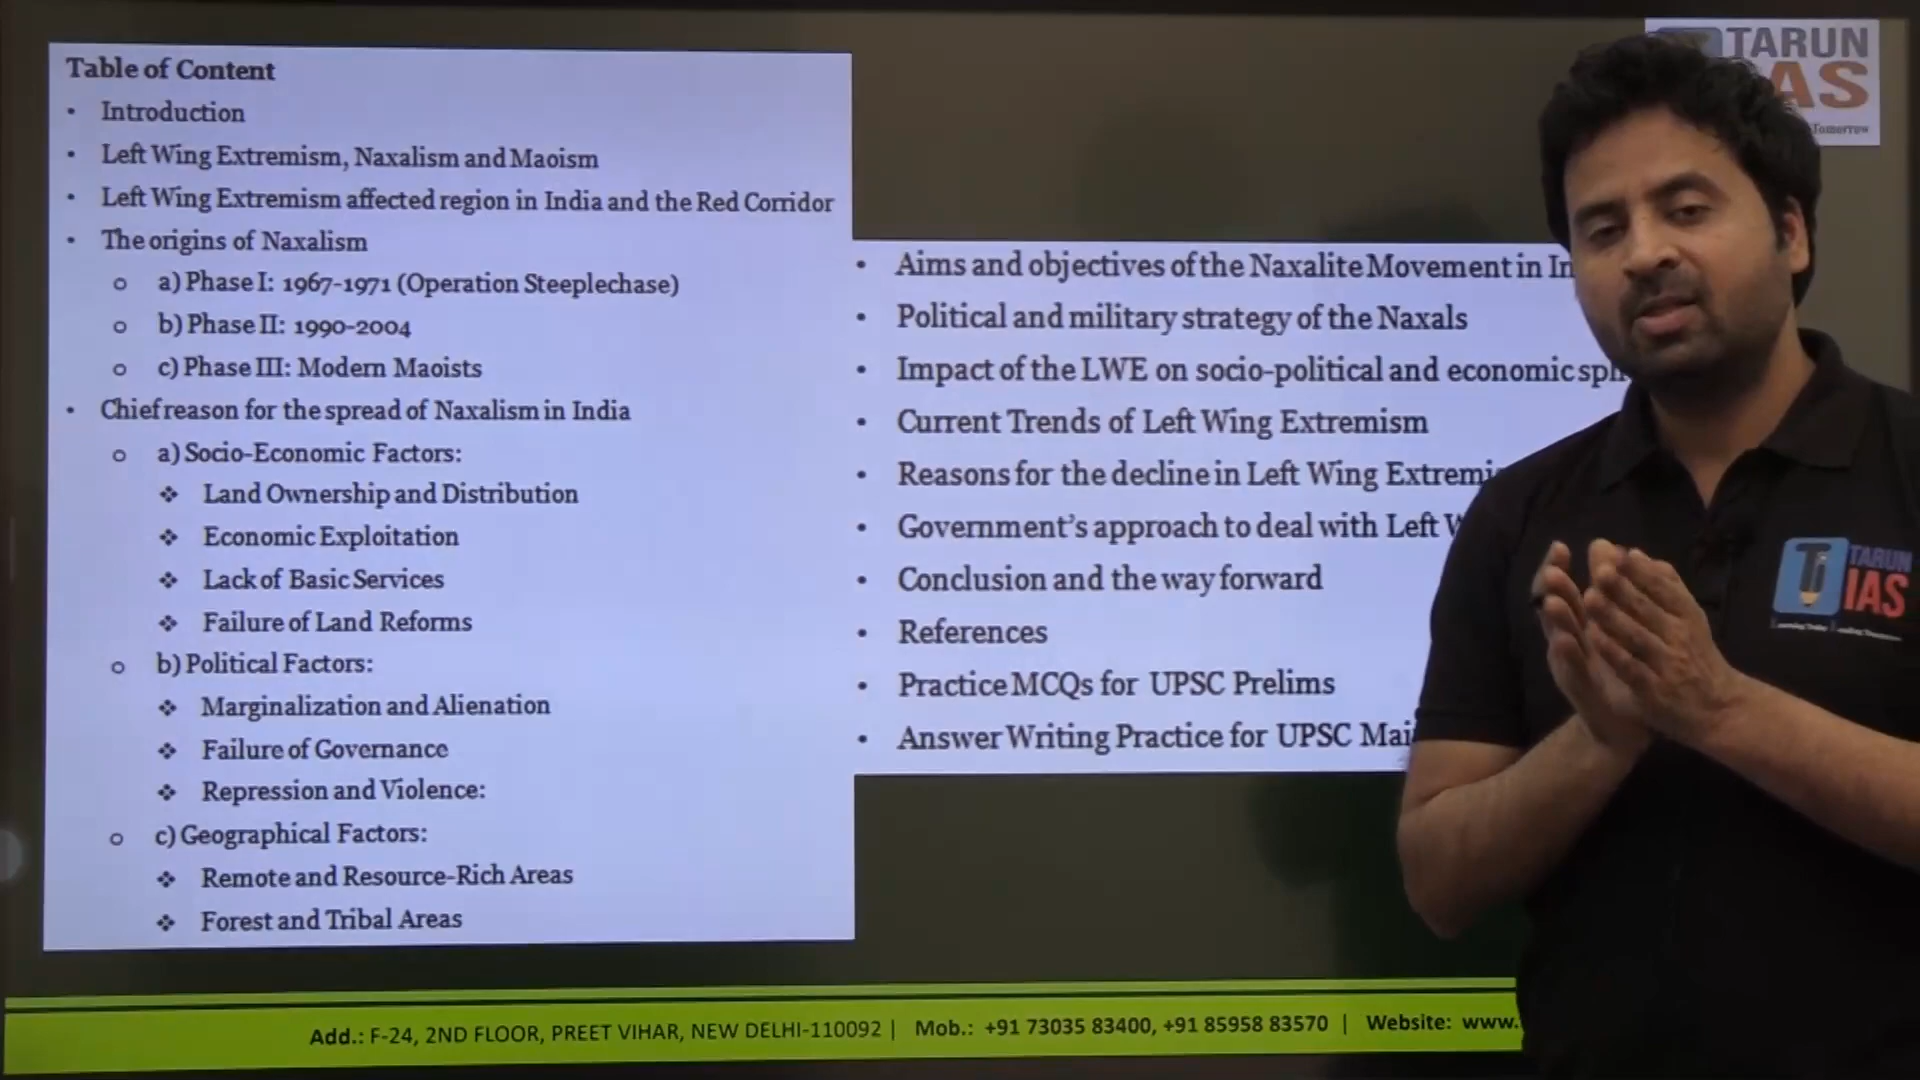 Table of Content
• Introduction
• Left Wing Extremism, Naxalism and Maoism
• Left Wing Extremism affected region in India and the Red Corridor
• The origins of Naxalism
o a) Phase I: 1967-1971 (Operation Steeplechase)
o b) Phase II: 1990-2004
o c) Phase III: Modern Maoists
• Chief reason for the spread of Naxalism in India
o a) Socio-Economic Factors:
❖ Land Ownership and Distribution
❖ Economic Exploitation
❖ Lack of Basic Services
❖ Failure of Land Reforms
o b) Political Factors:
❖ Marginalization and Alienation
❖ Failure of Governance
❖ Repression and Violence:
o c) Geographical Factors:
❖ Remote and Resource-Rich Areas
❖ Forest and Tribal Areas
• Aims and objectives of the Naxalite Movement in In
• Political and military strategy of the Naxals
• Impact of the LWE on socio-political and economic sph
• Current Trends of Left Wing Extremism
• Reasons for the decline in Left Wing Extremi
• Government's approach to deal with Left W
• Conclusion and the way forward
• References
• Practice MCQs for UPSC Prelims
• Answer Writing Practice for UPSC Mai
TARUN
IAS
Tomorrow
TARUN
IAS
Add.: F-24, 2ND FLOOR, PREET VIHAR, NEW DELHI-110092 | Mob.: +91 73035 83400, +91 85958 83570 | Website: www.